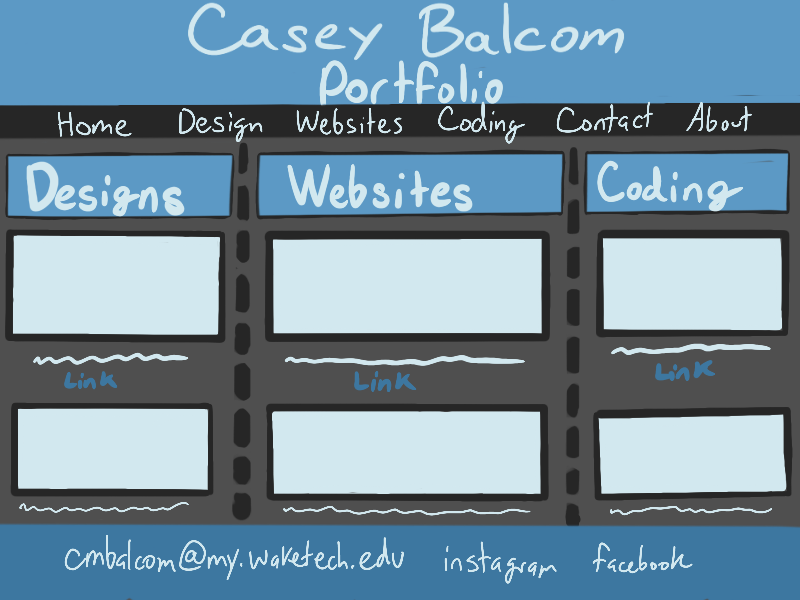 Casey Balcom
Portfolio
Home Design Websites Coding Contact About
Designs Websites Coding
Link Link Link
cmbalcom@my.waketech.edu instagram facebook